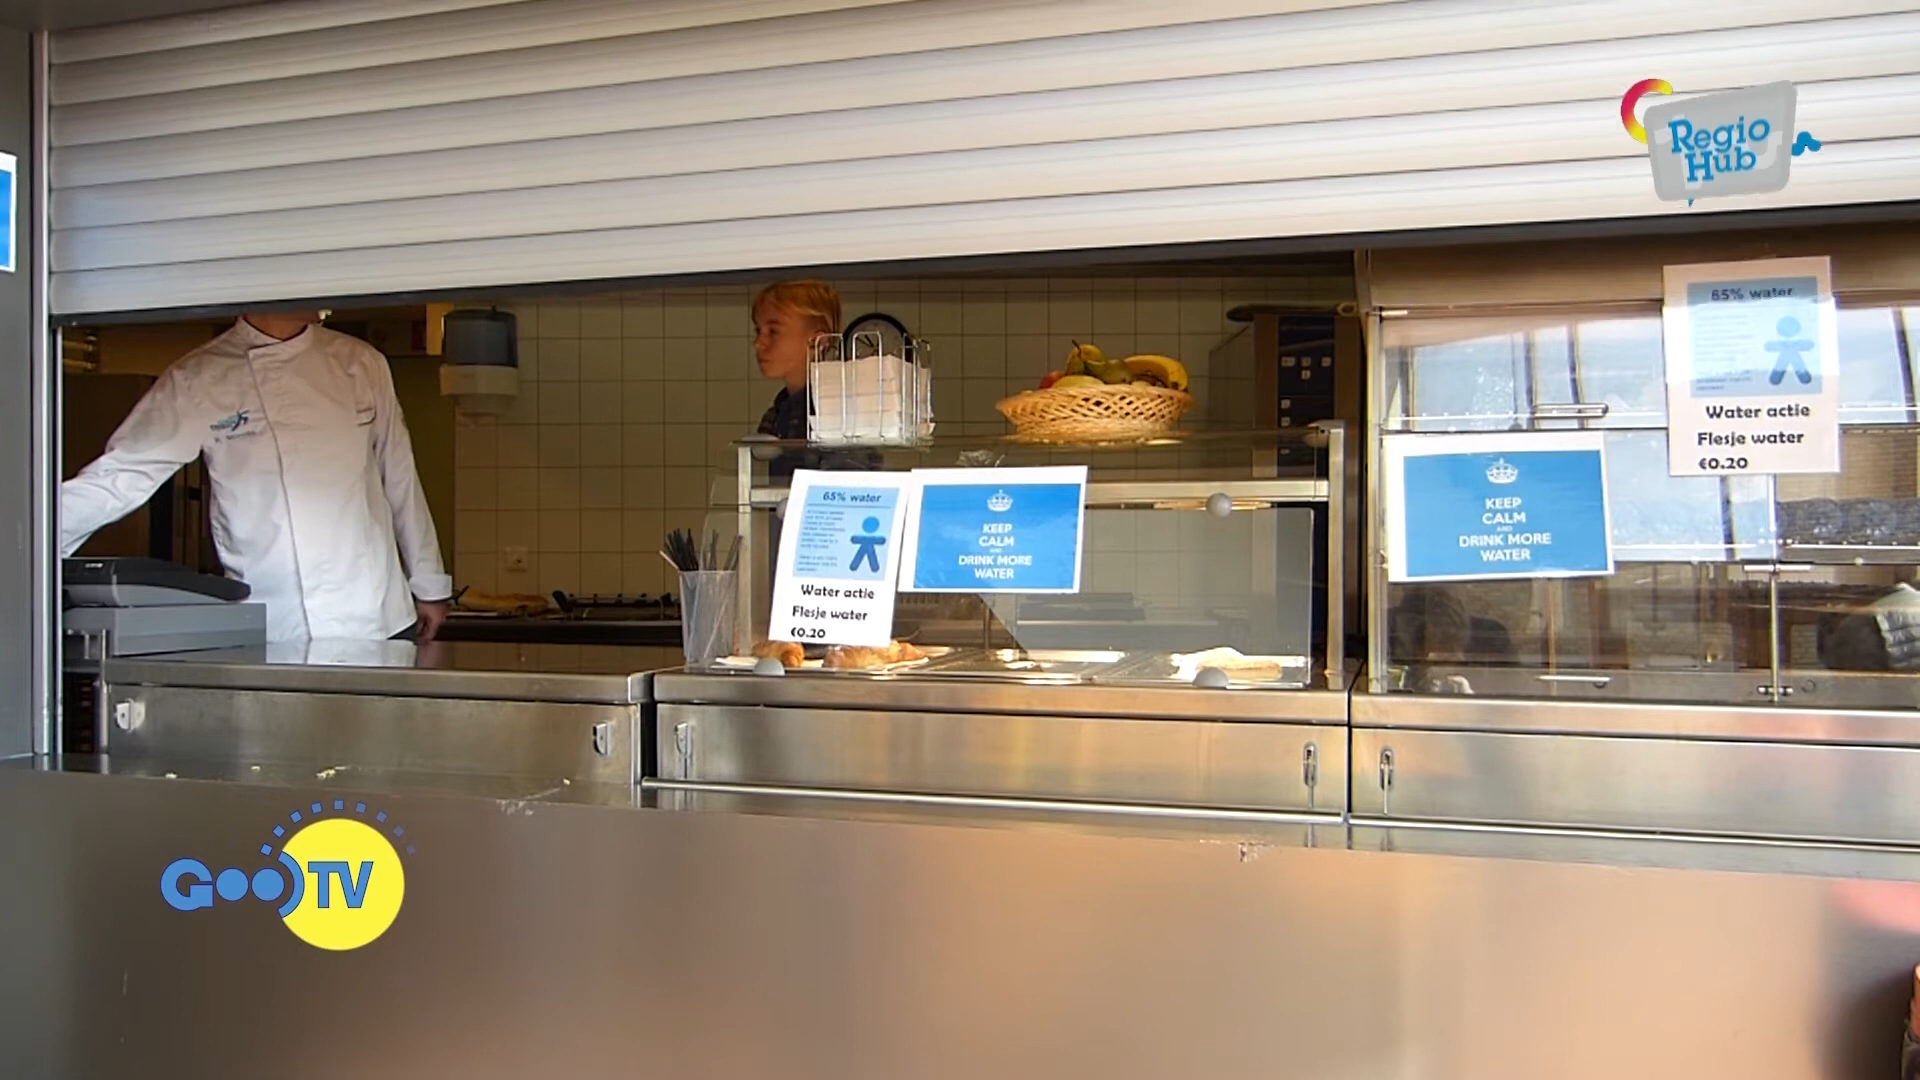 Regio
Hub
65% water
Water actie
Flesje water
€0.20
KEEP
CALM
AND
DRINK MORE
WATER
65% water
Water actie
Flesje water
€0.20
KEEP
CALM
AND
DRINK MORE
WATER
GooiTV